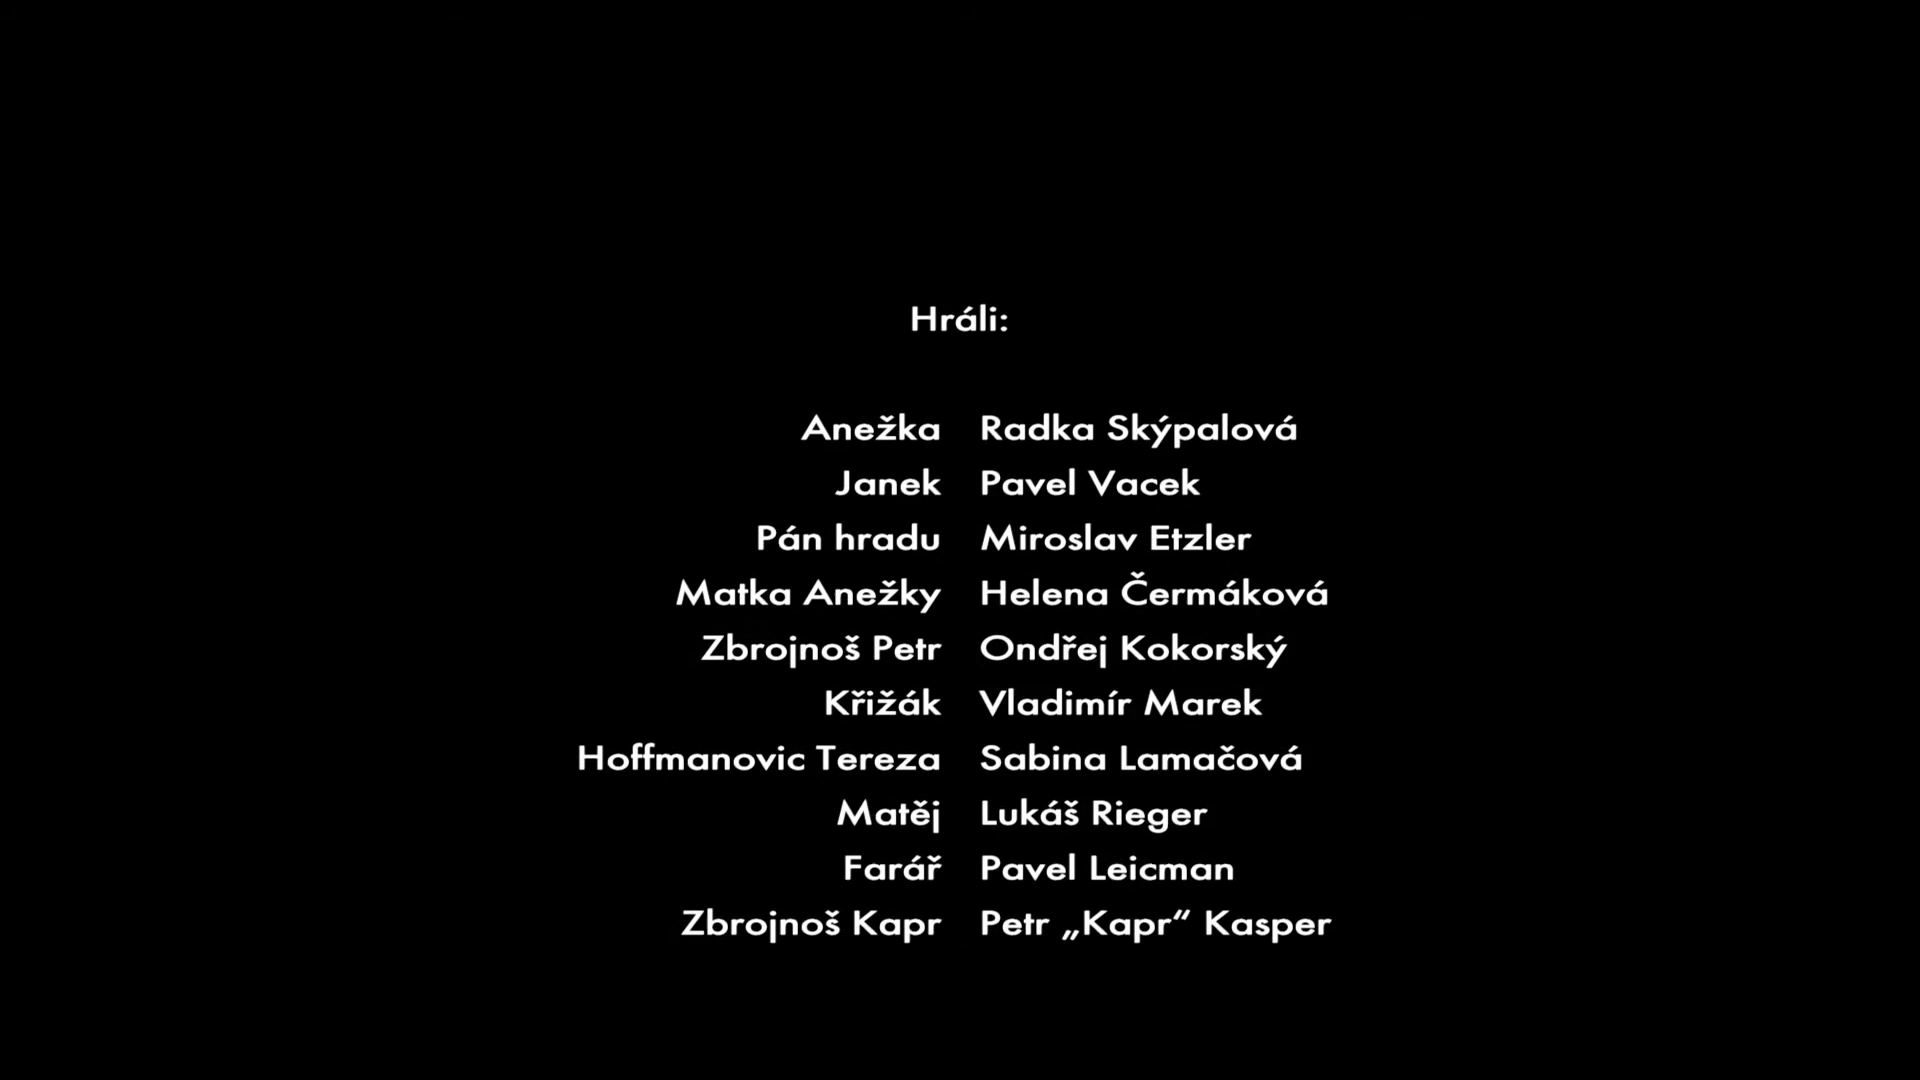 Hráli:
Anežka Radka Skýpalová
Janek Pavel Vacek
Pán hradu Miroslav Etzler
Matka Anežky Helena Čermáková
Zbrojnoš Petr Ondřej Kokorský
Křižák Vladimír Marek
Hoffmanovic Tereza Sabina Lamačová
Matěj Lukáš Rieger
Farář Pavel Leicman
Zbrojnoš Kapr Petr „Kapr“ Kasper